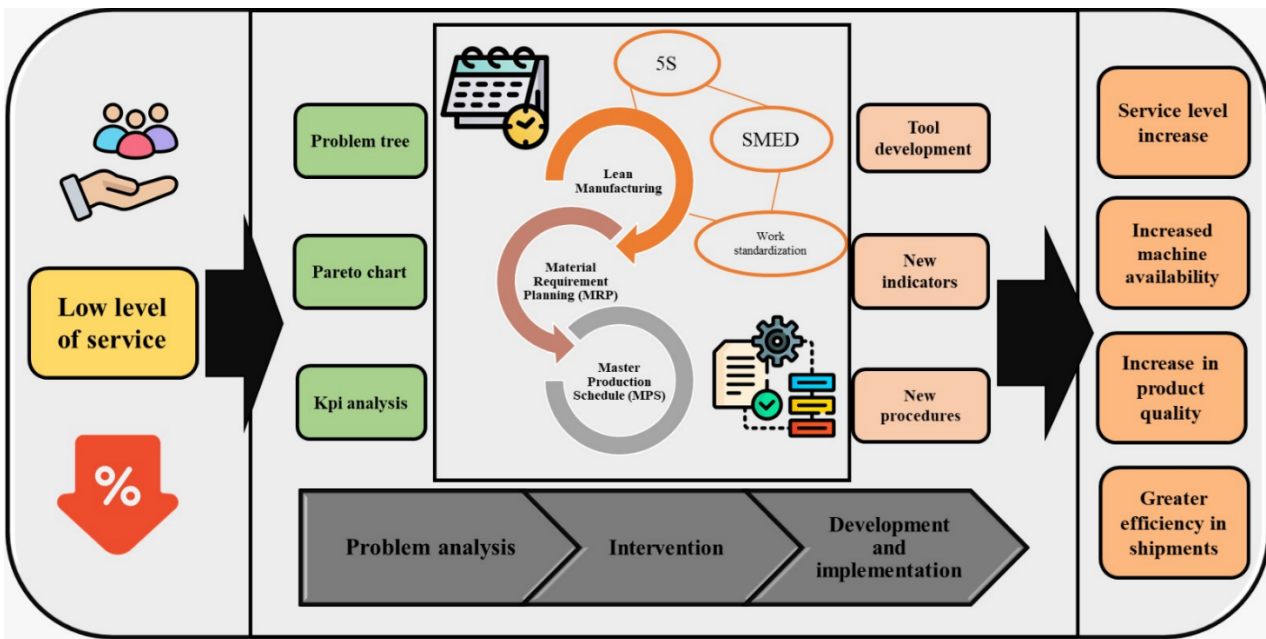 Low level
of service
%
Problem tree
Pareto chart
Kpi analysis
5S
SMED
Work
standardization
Lean
Manufacturing
Material
Requirement
Planning (MRP)
Master
Production
Schedule (MPS)
Tool
development
New
indicators
New
procedures
Problem analysis
Intervention
Development
and
implementation
Service level
increase
Increased
machine
availability
Increase in
product
quality
Greater
efficiency in
shipments